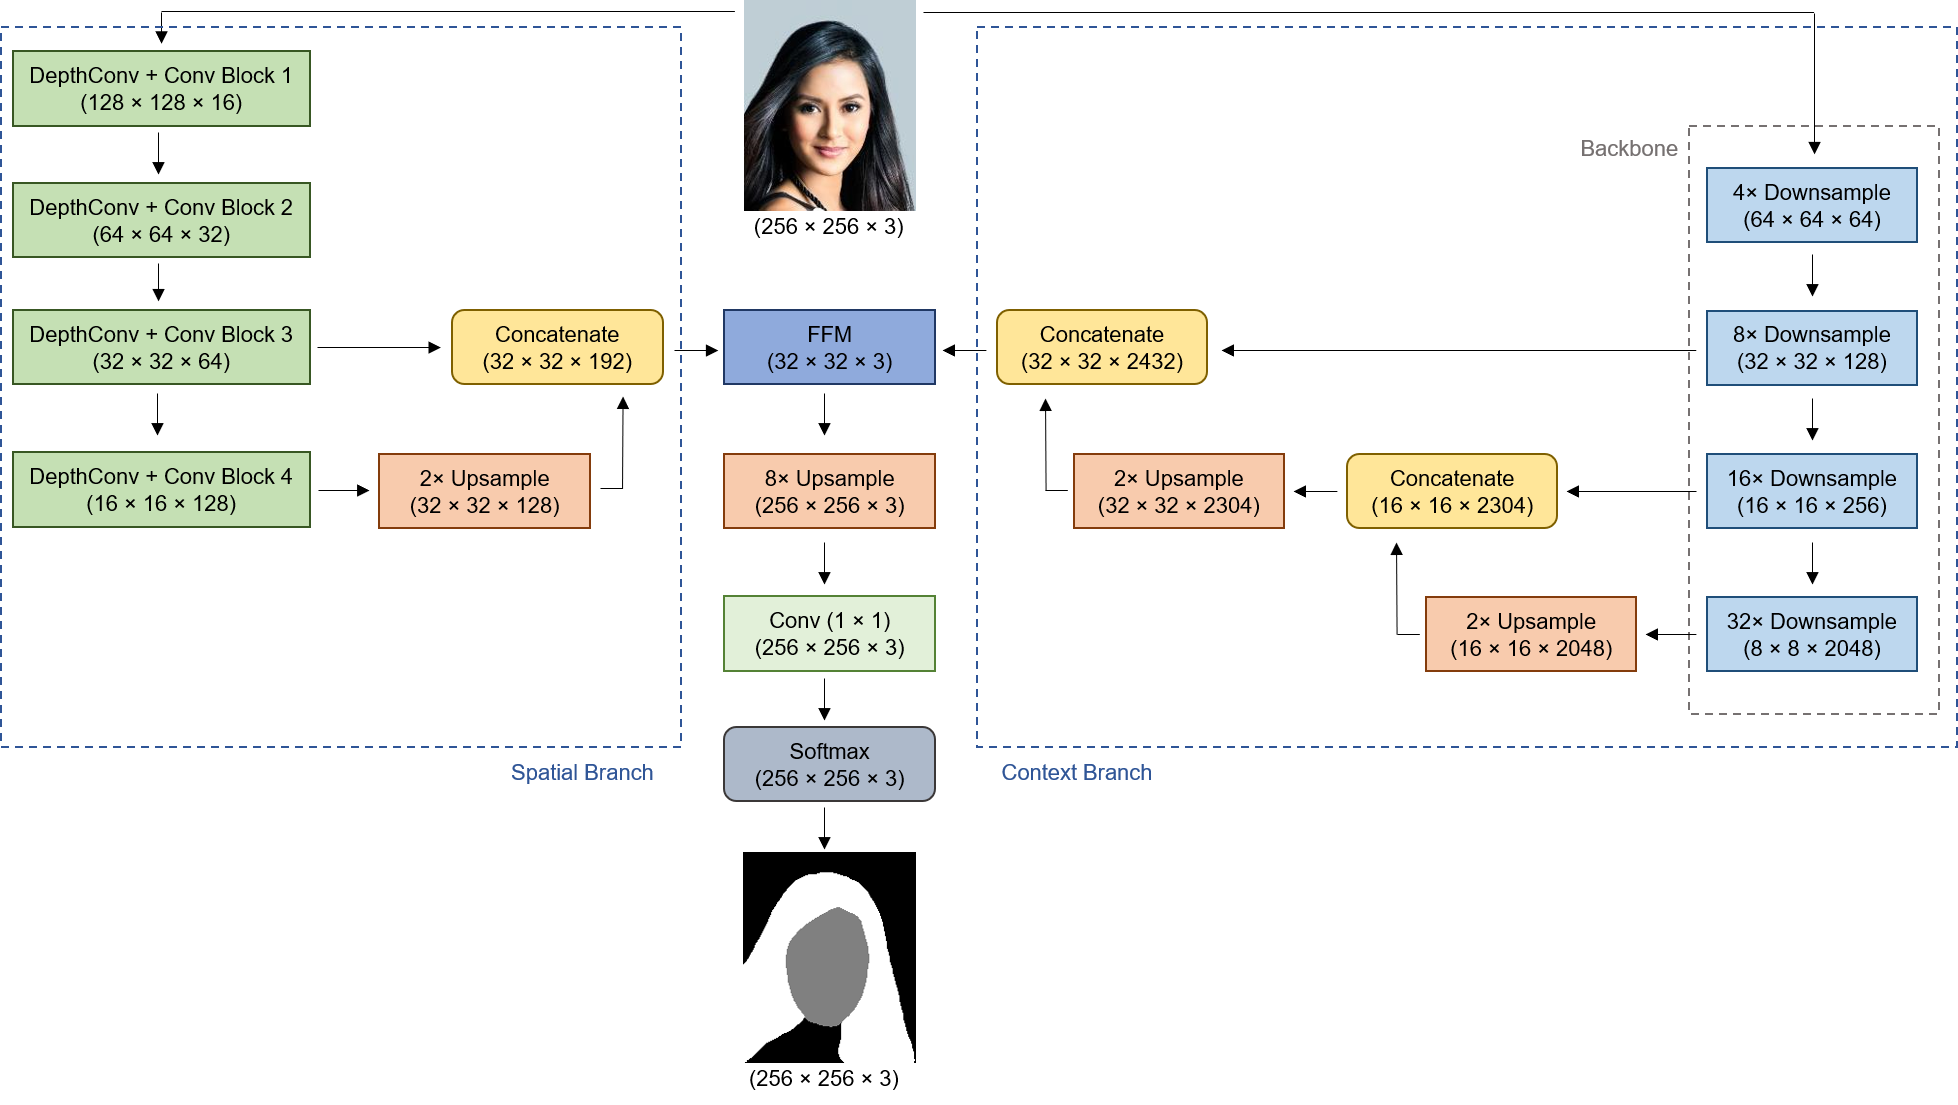 DepthConv + Conv Block 1
(128 × 128 × 16)
DepthConv + Conv Block 2
(64 × 64 × 32)
DepthConv + Conv Block 3
(32 × 32 × 64)
DepthConv + Conv Block 4
(16 × 16 × 128)
Concatenate
(32 × 32 × 192)
2× Upsample
(32 × 32 × 128)
Spatial Branch
(256 × 256 × 3)
FFM
(32 × 32 × 3)
8× Upsample
(256 × 256 × 3)
Conv (1 × 1)
(256 × 256 × 3)
Softmax
(256 × 256 × 3)
(256 × 256 × 3)
Backbone
4× Downsample
(64 × 64 × 64)
8× Downsample
(32 × 32 × 128)
16× Downsample
(16 × 16 × 256)
32× Downsample
(8 × 8 × 2048)
Concatenate
(32 × 32 × 2432)
2× Upsample
(32 × 32 × 2304)
Concatenate
(16 × 16 × 2304)
2× Upsample
(16 × 16 × 2048)
Context Branch